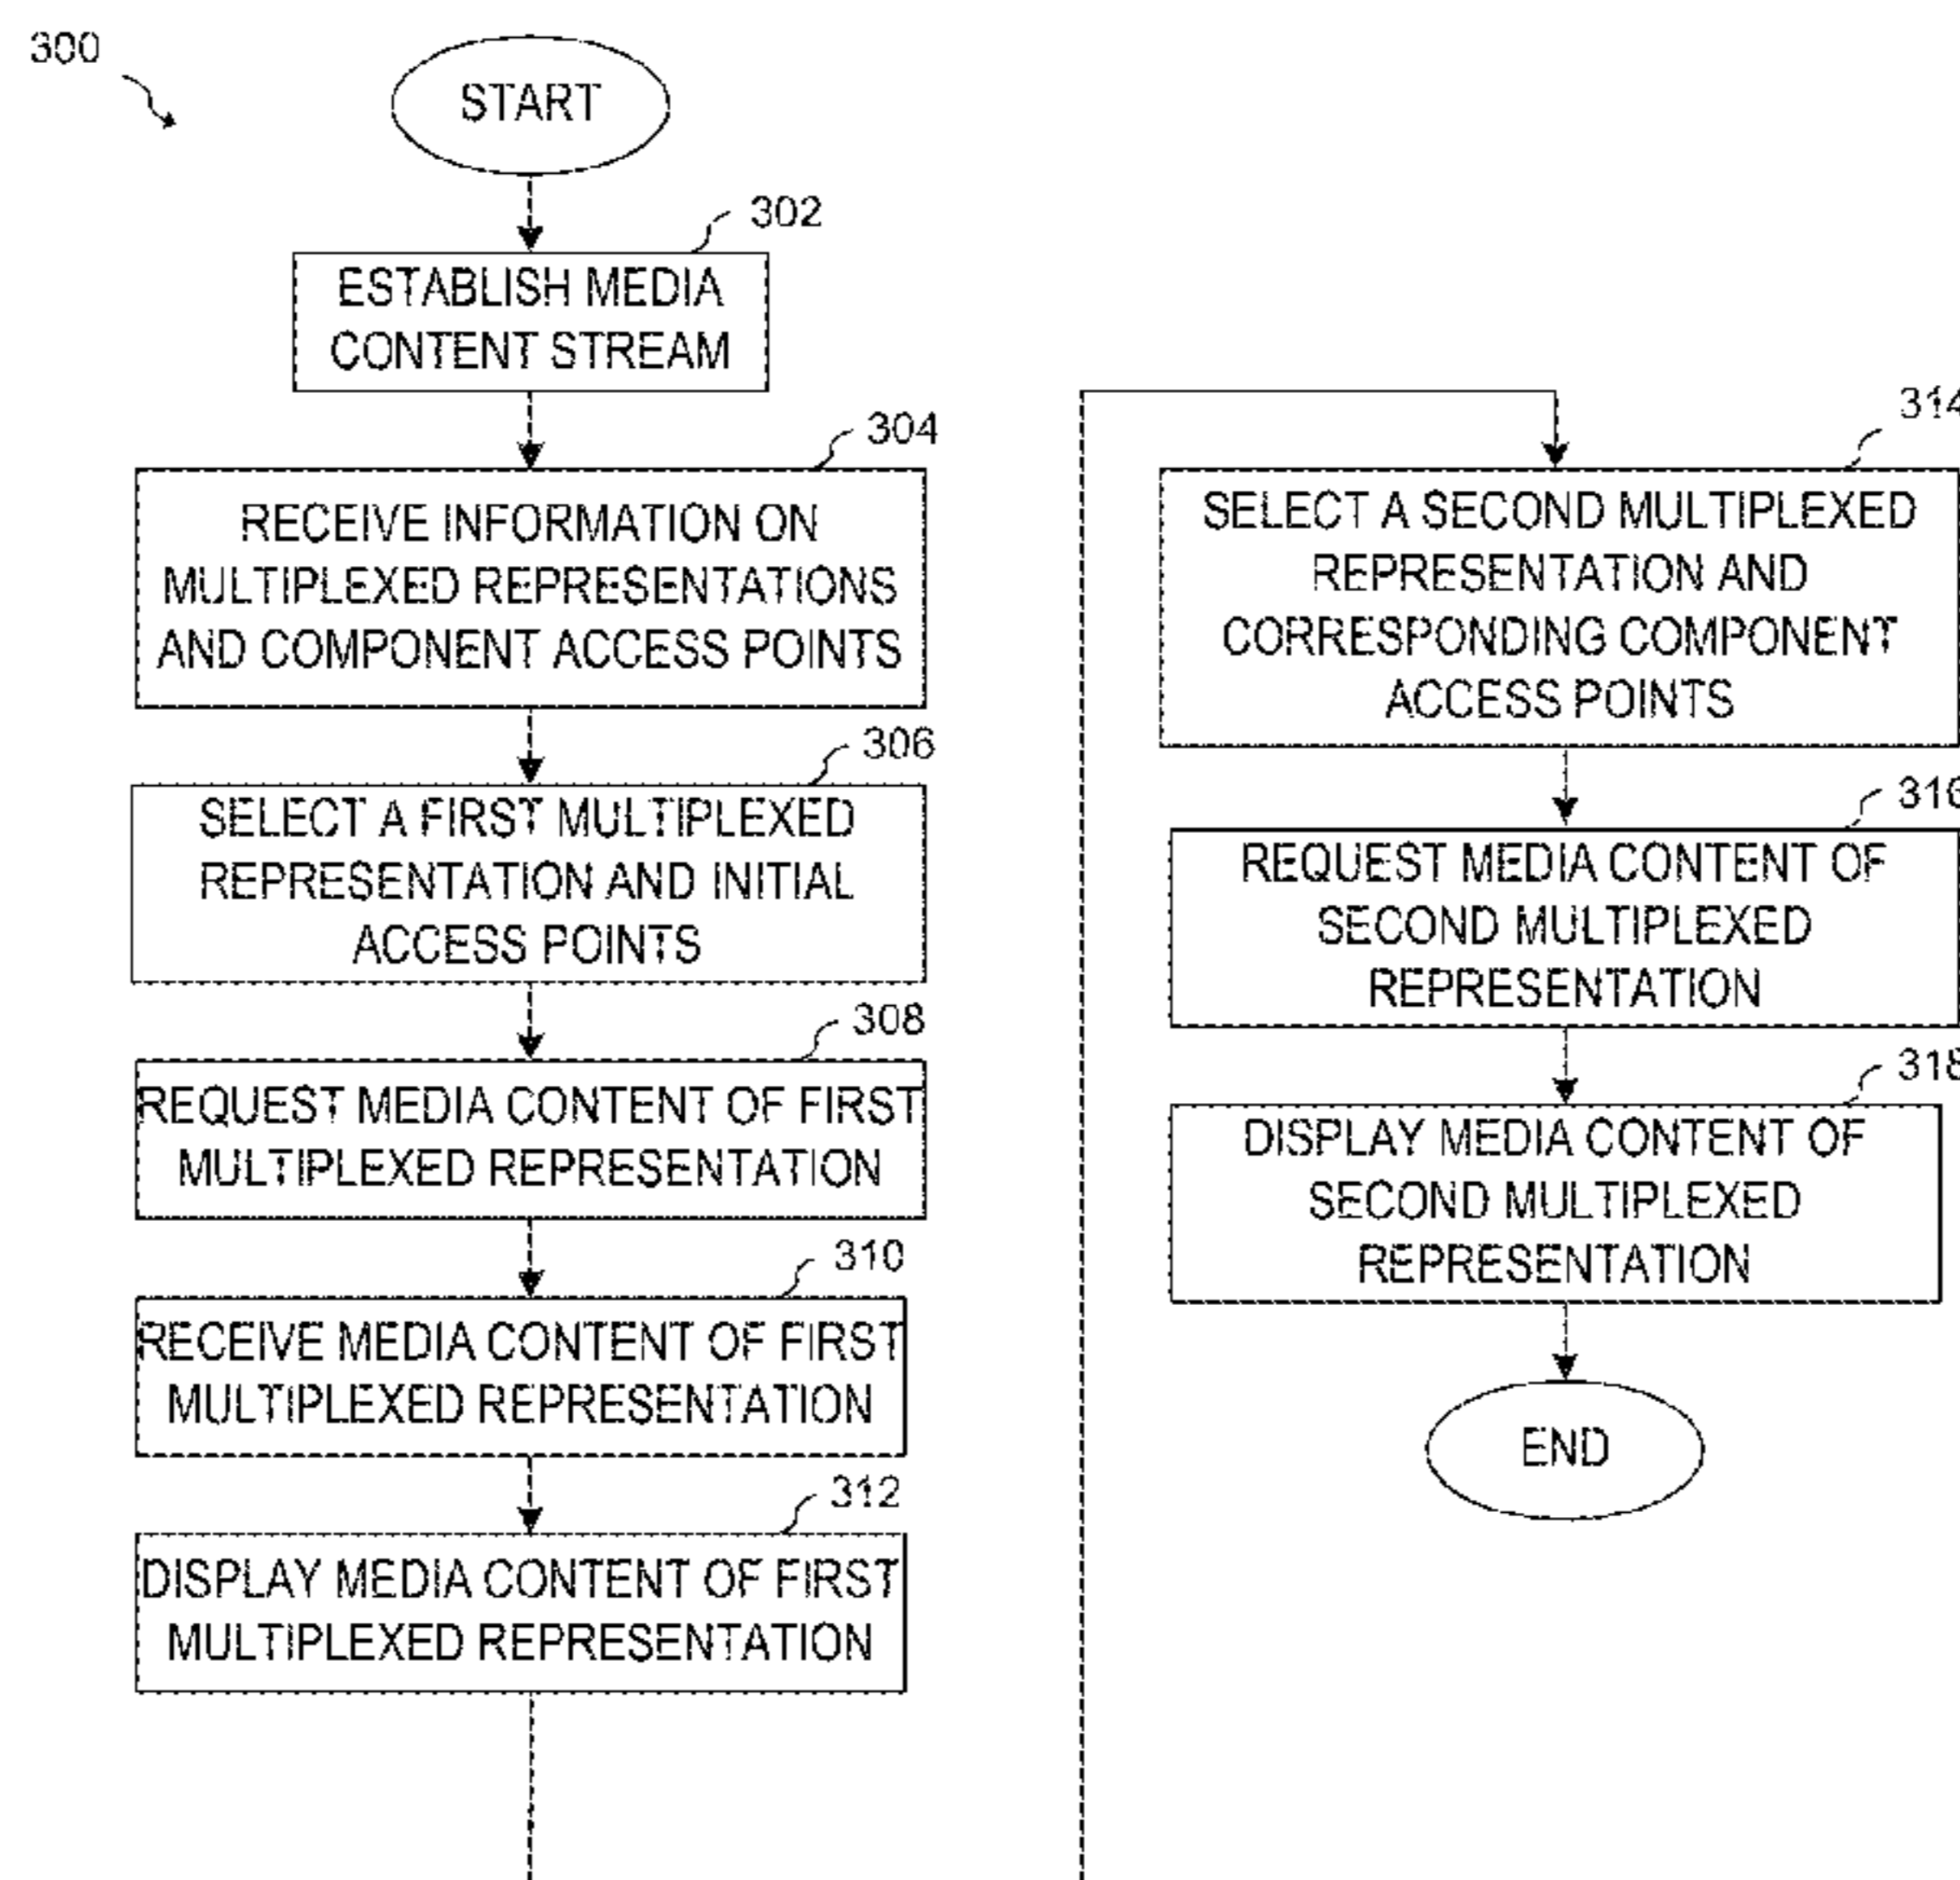 300
START
302
ESTABLISH MEDIA
CONTENT STREAM
304
RECEIVE INFORMATION ON
MULTIPLEXED REPRESENTATIONS
AND COMPONENT ACCESS POINTS
306
SELECT A FIRST MULTIPLEXED
REPRESENTATION AND INITIAL
ACCESS POINTS
308
REQUEST MEDIA CONTENT OF FIRST
MULTIPLEXED REPRESENTATION
310
RECEIVE MEDIA CONTENT OF FIRST
MULTIPLEXED REPRESENTATION
312
DISPLAY MEDIA CONTENT OF FIRST
MULTIPLEXED REPRESENTATION
314
SELECT A SECOND MULTIPLEXED
REPRESENTATION AND
CORRESPONDING COMPONENT
ACCESS POINTS
316
REQUEST MEDIA CONTENT OF
SECOND MULTIPLEXED
REPRESENTATION
318
DISPLAY MEDIA CONTENT OF
SECOND MULTIPLEXED
REPRESENTATION
END